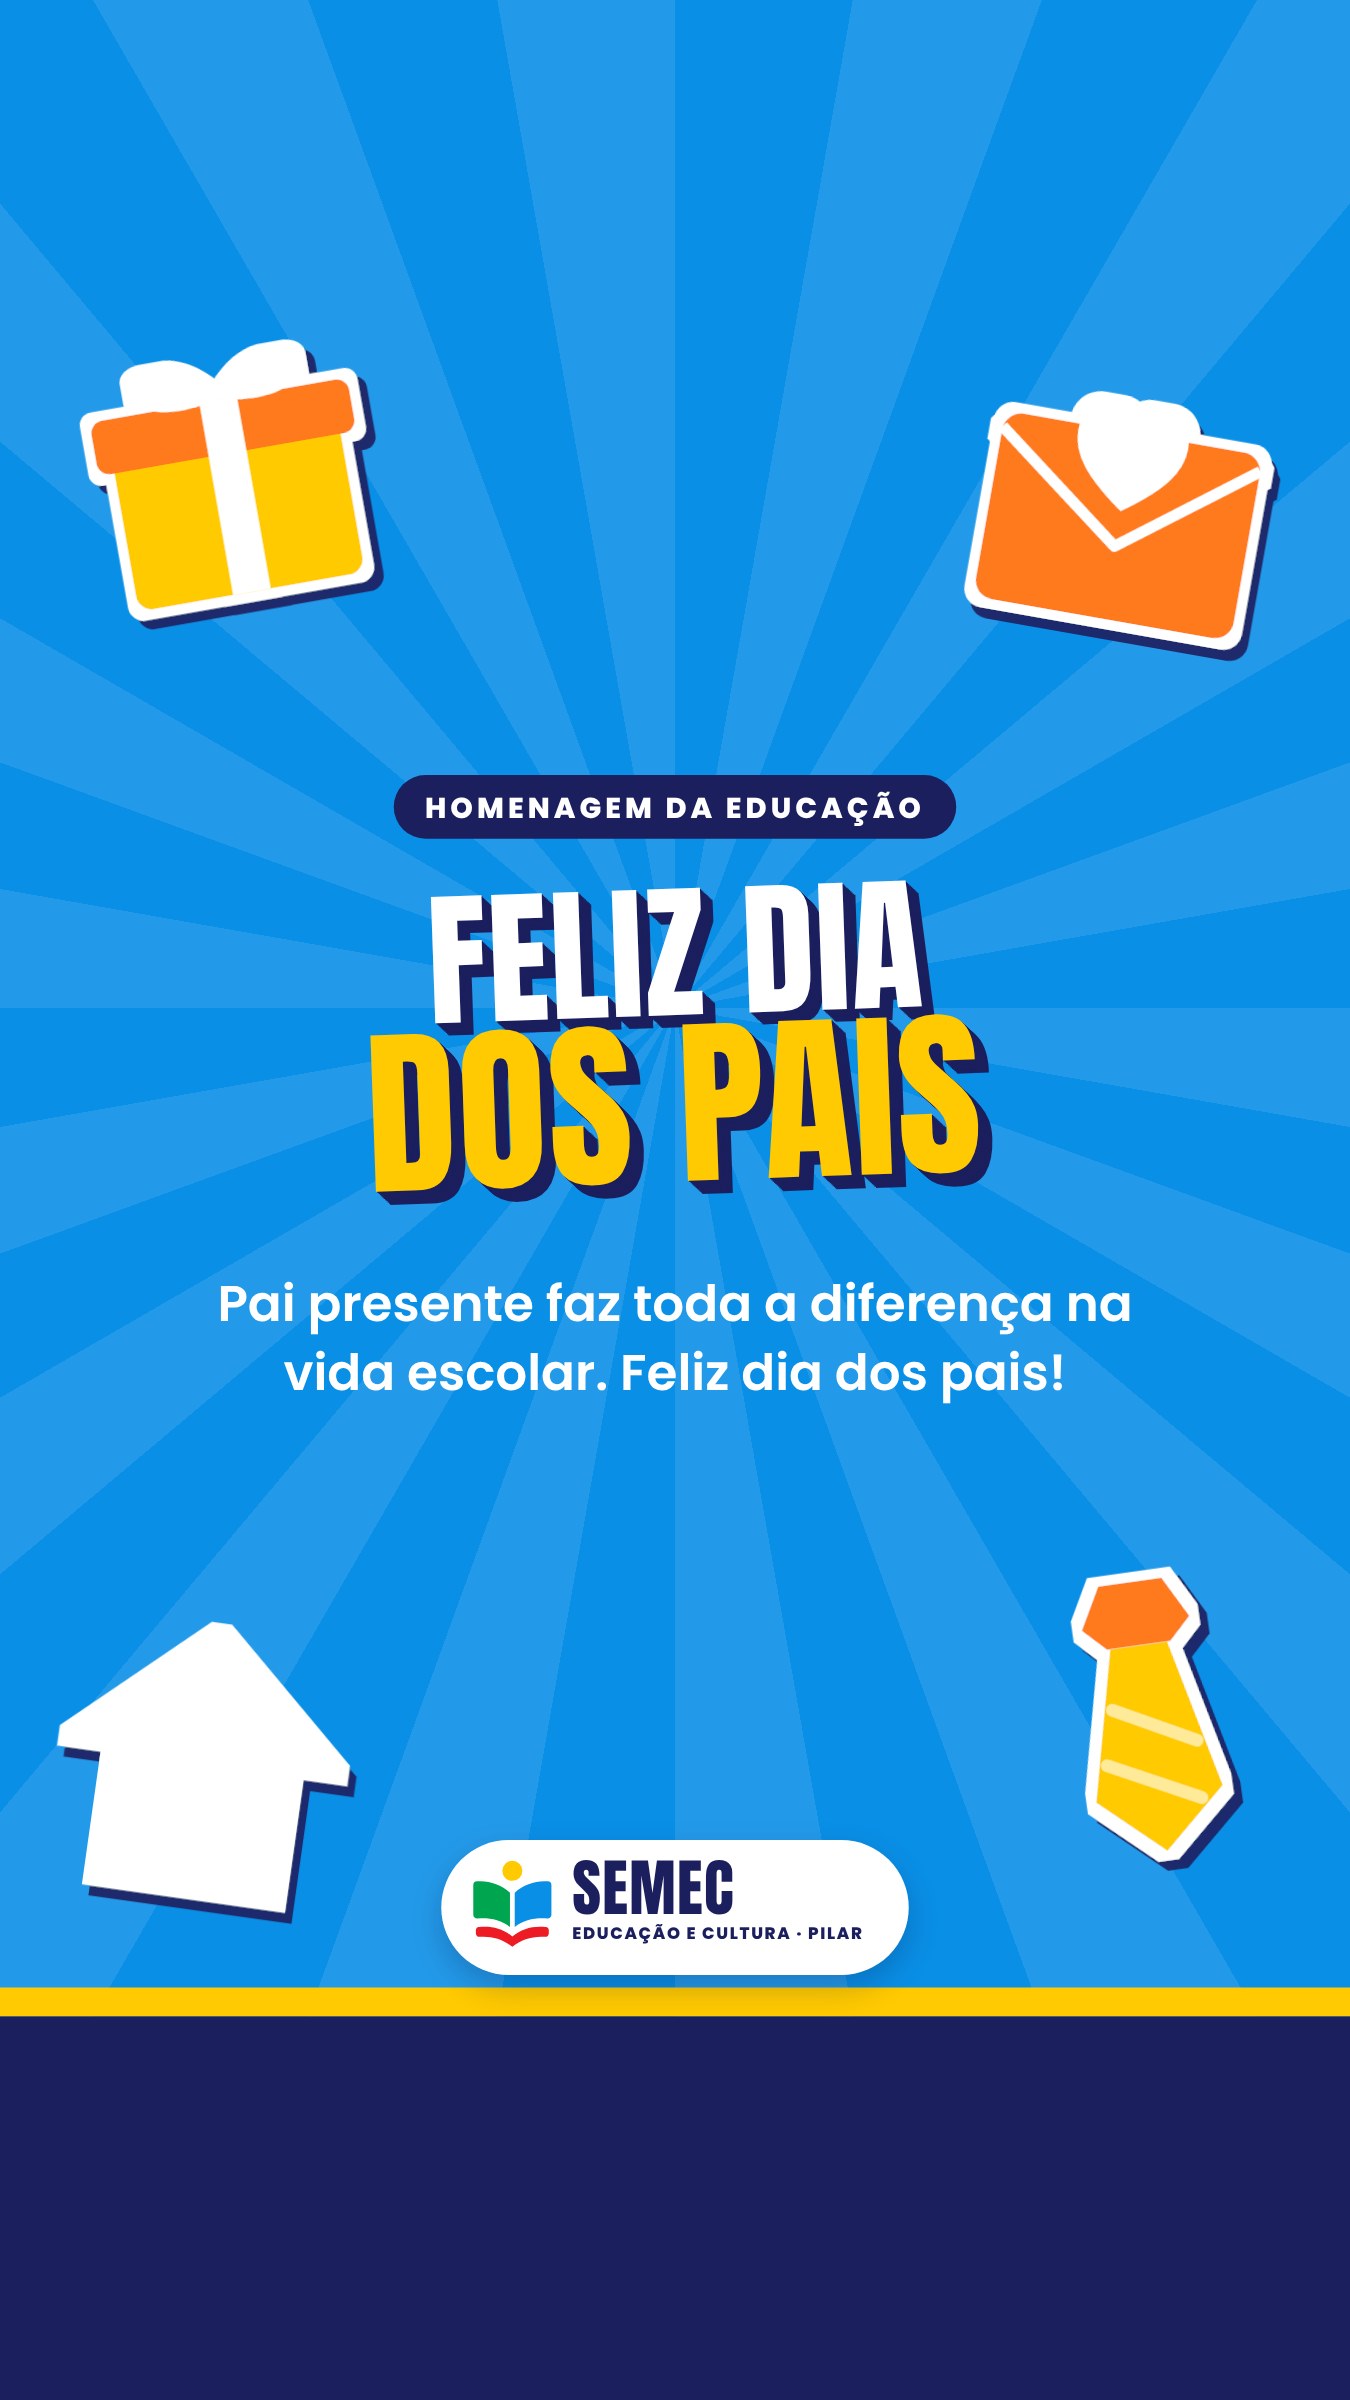 HOMENAGEM DA EDUCAÇÃO
FELIZ DIA
DOS PAIS
Pai presente faz toda a diferença na
vida escolar. Feliz dia dos pais!
SEMEC
EDUCAÇÃO E CULTURA · PILAR